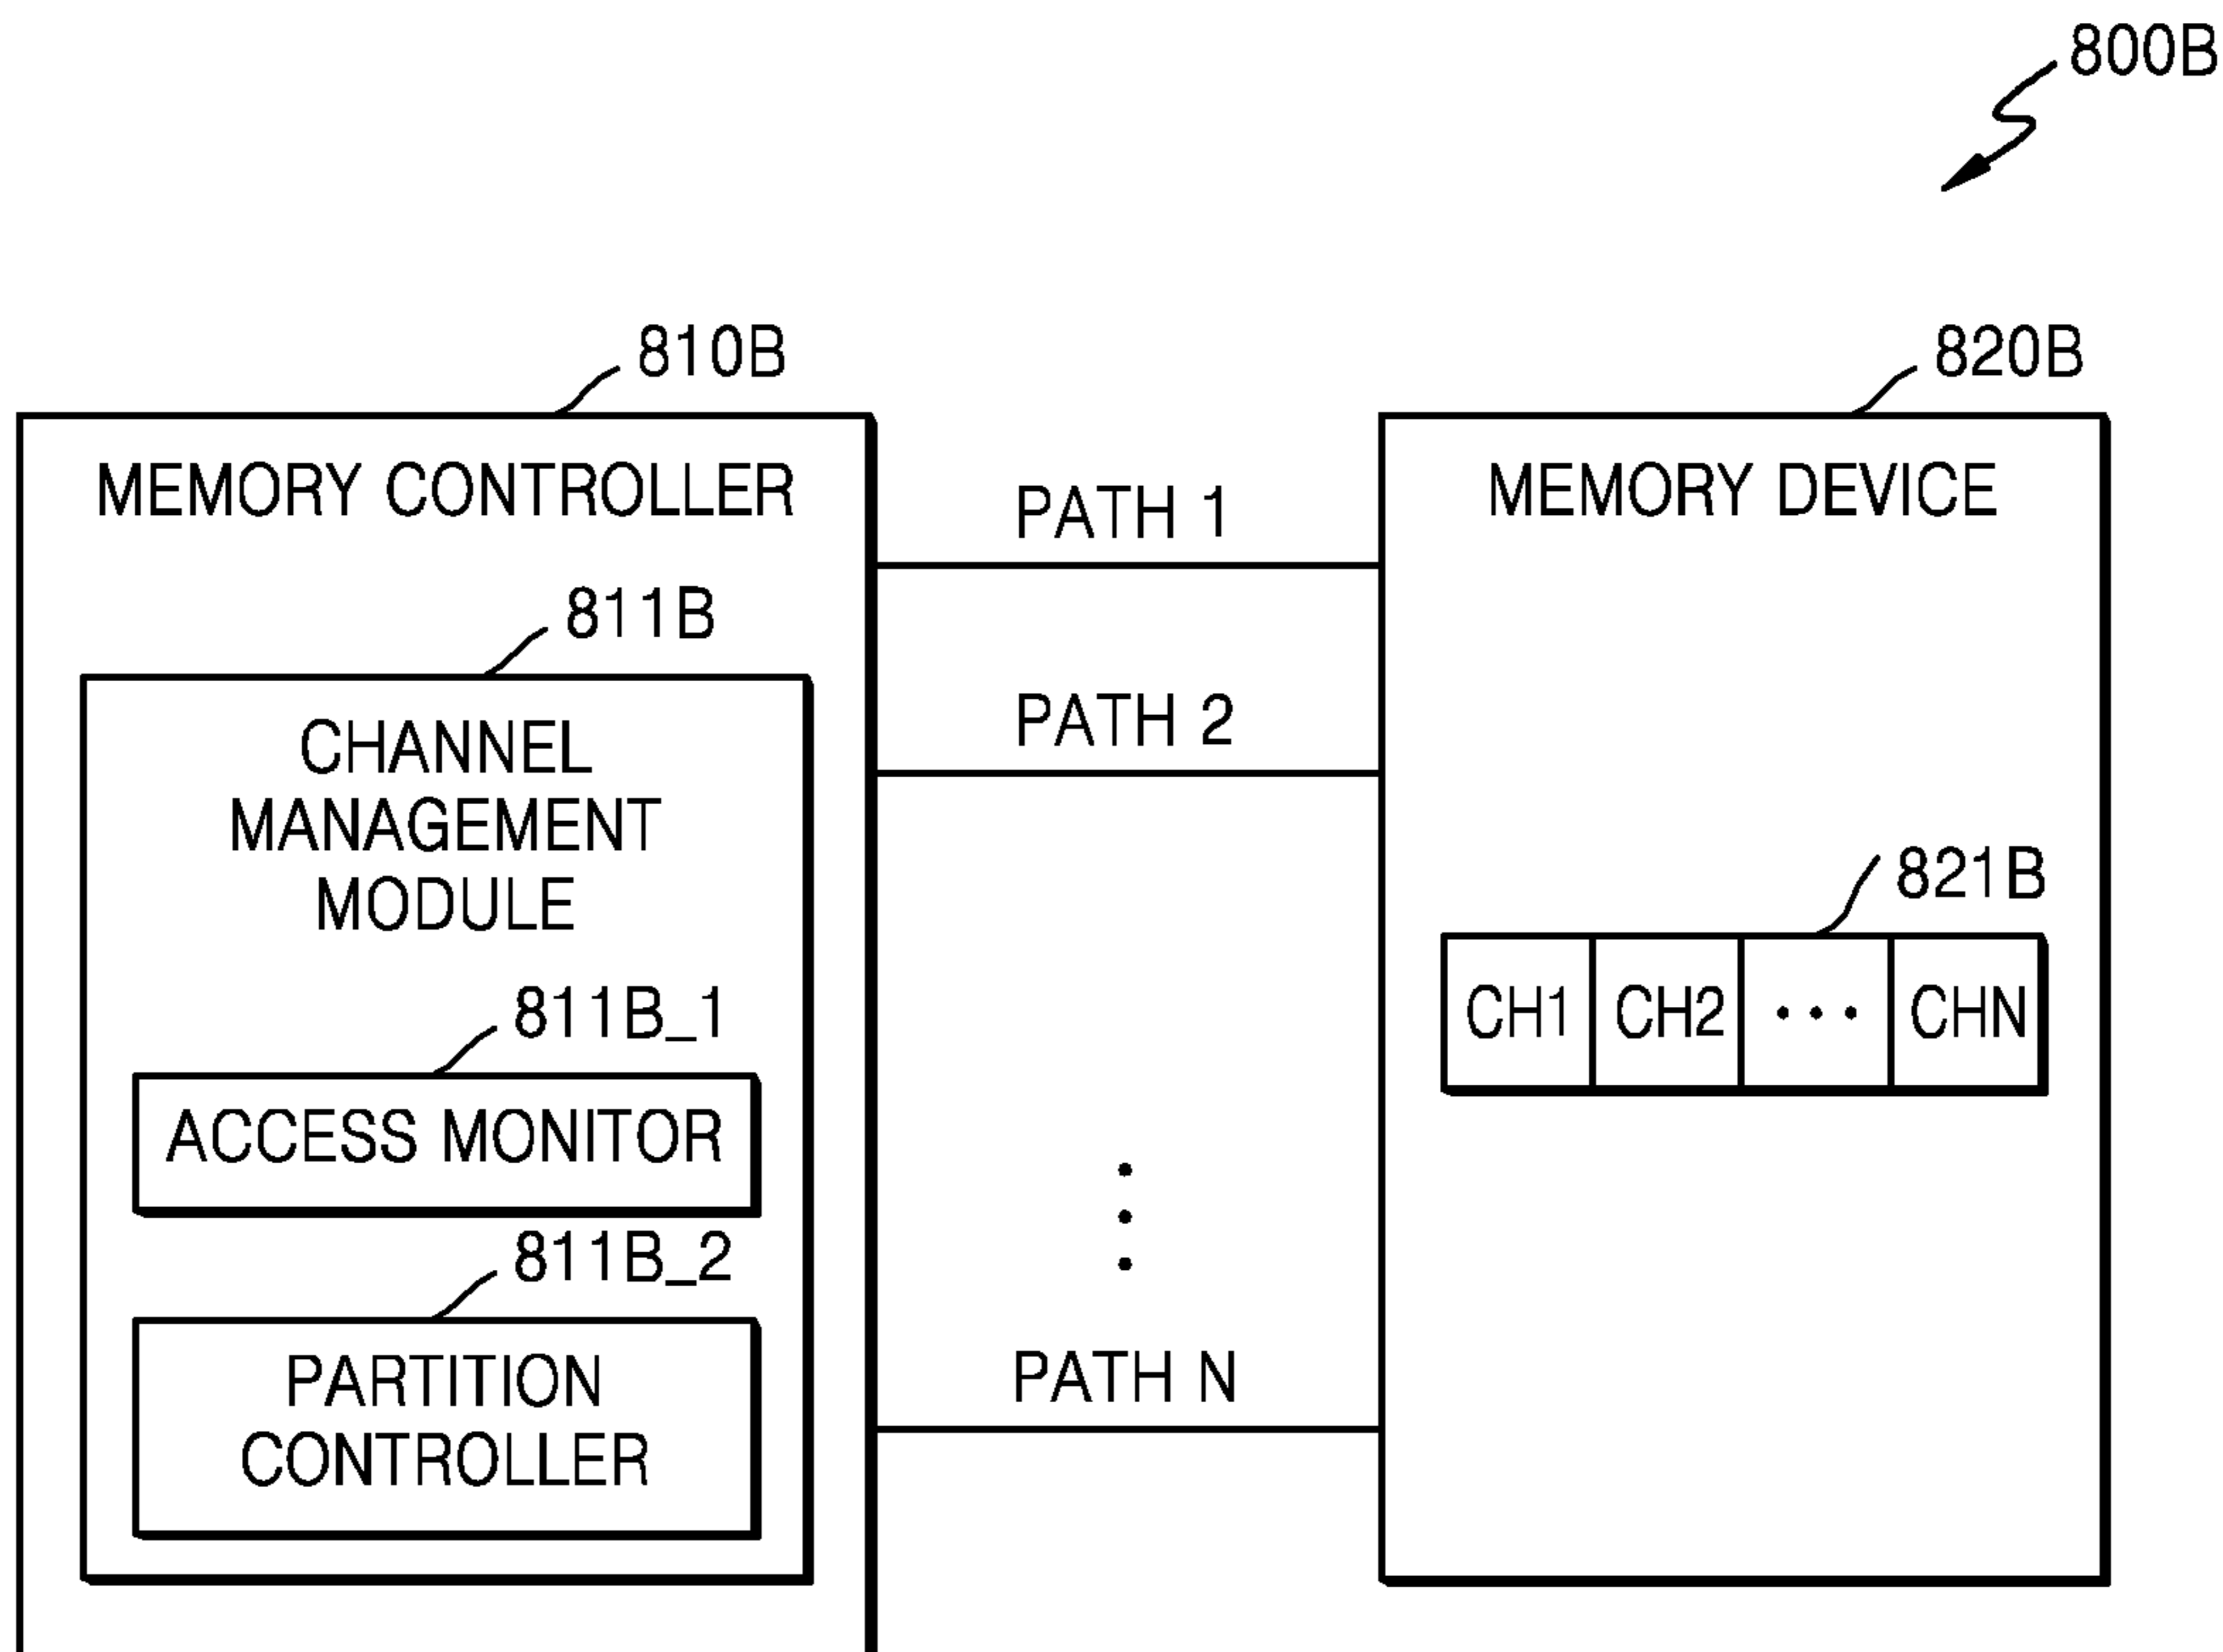 800B
810B
820B
MEMORY CONTROLLER
MEMORY DEVICE
PATH 1
811B
PATH 2
CHANNEL
MANAGEMENT
MODULE
821B
CH1 CH2 ••• CHN
811B_1
ACCESS MONITOR
811B_2
PATH N
PARTITION
CONTROLLER